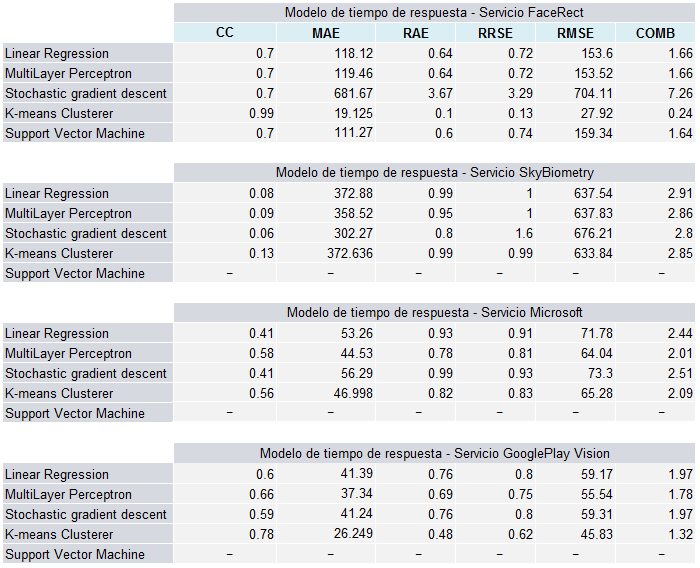 Modelo de tiempo de respuesta - Servicio FaceRect
CC MAE RAE RRSE RMSE COMB
Linear Regression 0.7 118.12 0.64 0.72 153.6 1.66
MultiLayer Perceptron 0.7 119.46 0.64 0.72 153.52 1.66
Stochastic gradient descent 0.7 681.67 3.67 3.29 704.11 7.26
K-means Clusterer 0.99 19.125 0.1 0.13 27.92 0.24
Support Vector Machine 0.7 111.27 0.6 0.74 159.34 1.64
Modelo de tiempo de respuesta - Servicio SkyBiometry
Linear Regression 0.08 372.88 0.99 1 637.54 2.91
MultiLayer Perceptron 0.09 358.52 0.95 1 637.83 2.86
Stochastic gradient descent 0.06 302.27 0.8 1.6 676.21 2.8
K-means Clusterer 0.13 372.636 0.99 0.99 633.84 2.85
Support Vector Machine – – – – – –
Modelo de tiempo de respuesta - Servicio Microsoft
Linear Regression 0.41 53.26 0.93 0.91 71.78 2.44
MultiLayer Perceptron 0.58 44.53 0.78 0.81 64.04 2.01
Stochastic gradient descent 0.41 56.29 0.99 0.93 73.3 2.51
K-means Clusterer 0.56 46.998 0.82 0.83 65.28 2.09
Support Vector Machine – – – – – –
Modelo de tiempo de respuesta - Servicio GooglePlay Vision
Linear Regression 0.6 41.39 0.76 0.8 59.17 1.97
MultiLayer Perceptron 0.66 37.34 0.69 0.75 55.54 1.78
Stochastic gradient descent 0.59 41.24 0.76 0.8 59.31 1.97
K-means Clusterer 0.78 26.249 0.48 0.62 45.83 1.32
Support Vector Machine – – – – – –